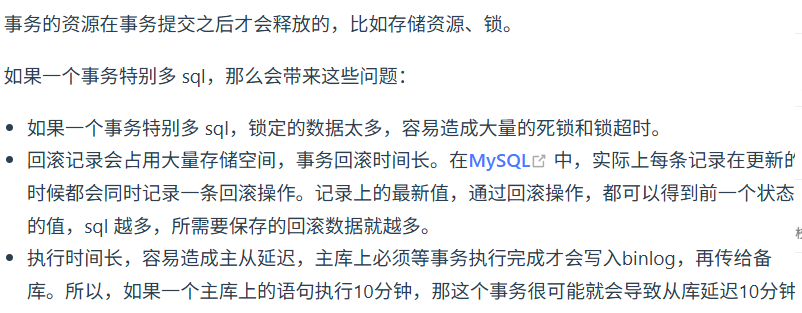 事务的资源在事务提交之后才会释放的，比如存储资源、锁。
如果一个事务特别多 sql，那么会带来这些问题：
如果一个事务特别多 sql，锁定的数据太多，容易造成大量的死锁和锁超时。
回滚记录会占用大量存储空间，事务回滚时间长。在MySQL 中，实际上每条记录在更新的
时候都会同时记录一条回滚操作。记录上的最新值，通过回滚操作，都可以得到前一个状态
的值，sql 越多，所需要保存的回滚数据就越多。
执行时间长，容易造成主从延迟，主库上必须等事务执行完成才会写入binlog，再传给备
库。所以，如果一个主库上的语句执行10分钟，那这个事务很可能就会导致从库延迟10分钟